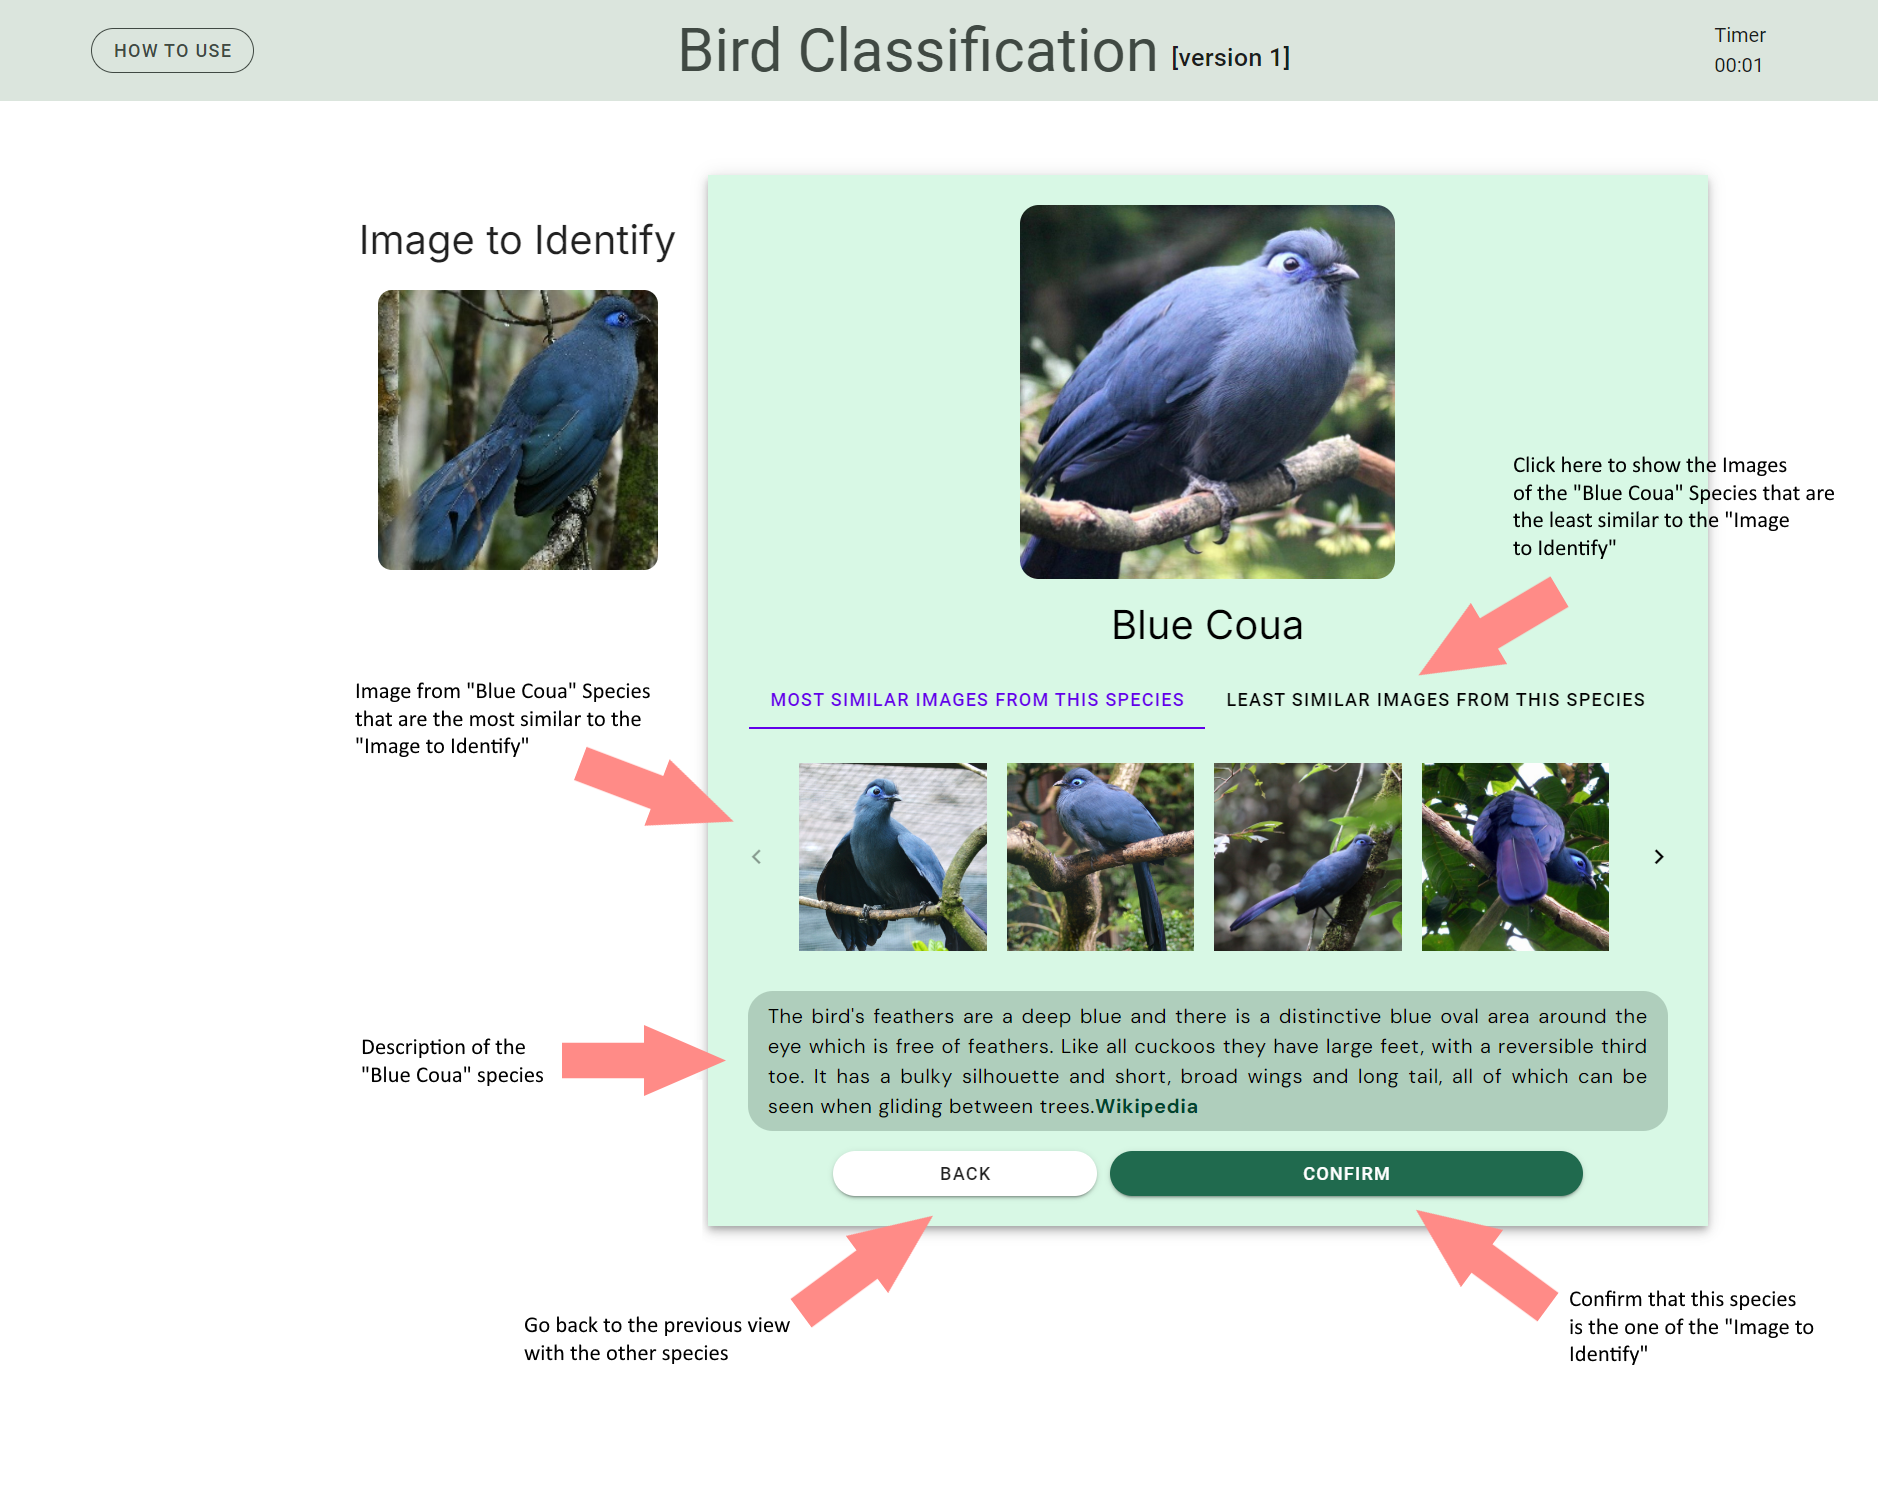 HOW TO USE
Bird Classification [version 1]
Timer
00:01
Image to Identify
Click here to show the Images
of the "Blue Coua" Species that are
the least similar to the "Image
to Identify"
Blue Coua
Image from "Blue Coua" Species
that are the most similar to the
"Image to Identify"
MOST SIMILAR IMAGES FROM THIS SPECIES
LEAST SIMILAR IMAGES FROM THIS SPECIES
Description of the
"Blue Coua" species
The bird's feathers are a deep blue and there is a distinctive blue oval area around the
eye which is free of feathers. Like all cuckoos they have large feet, with a reversible third
toe. It has a bulky silhouette and short, broad wings and long tail, all of which can be
seen when gliding between trees.Wikipedia
BACK
CONFIRM
Go back to the previous view
with the other species
Confirm that this species
is the one of the "Image to
Identify"